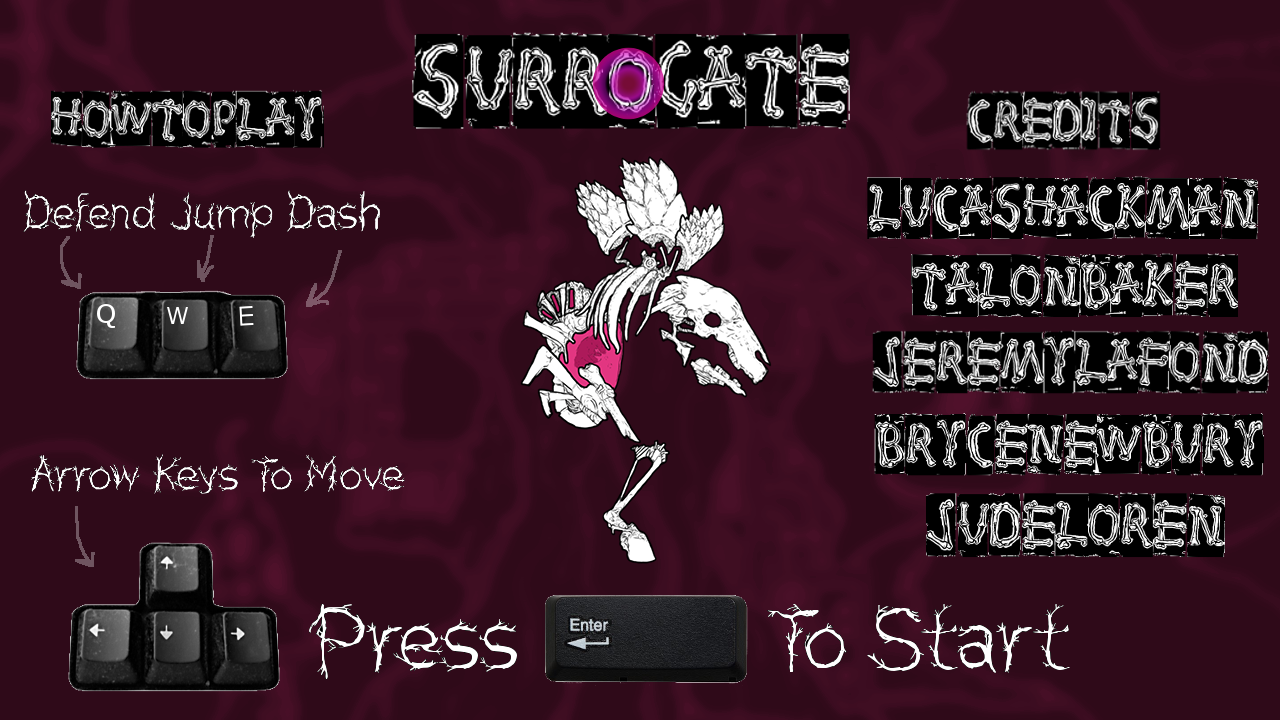 SURROGATE
HOWTOPLAY
Defend Jump Dash
Q W E
Arrow Keys To Move
CREDITS
LUCASHACKMAN
TALONBAKER
JEREMYLAFOND
BRYCENEWBURY
JUDELOREN
Press Enter To Start